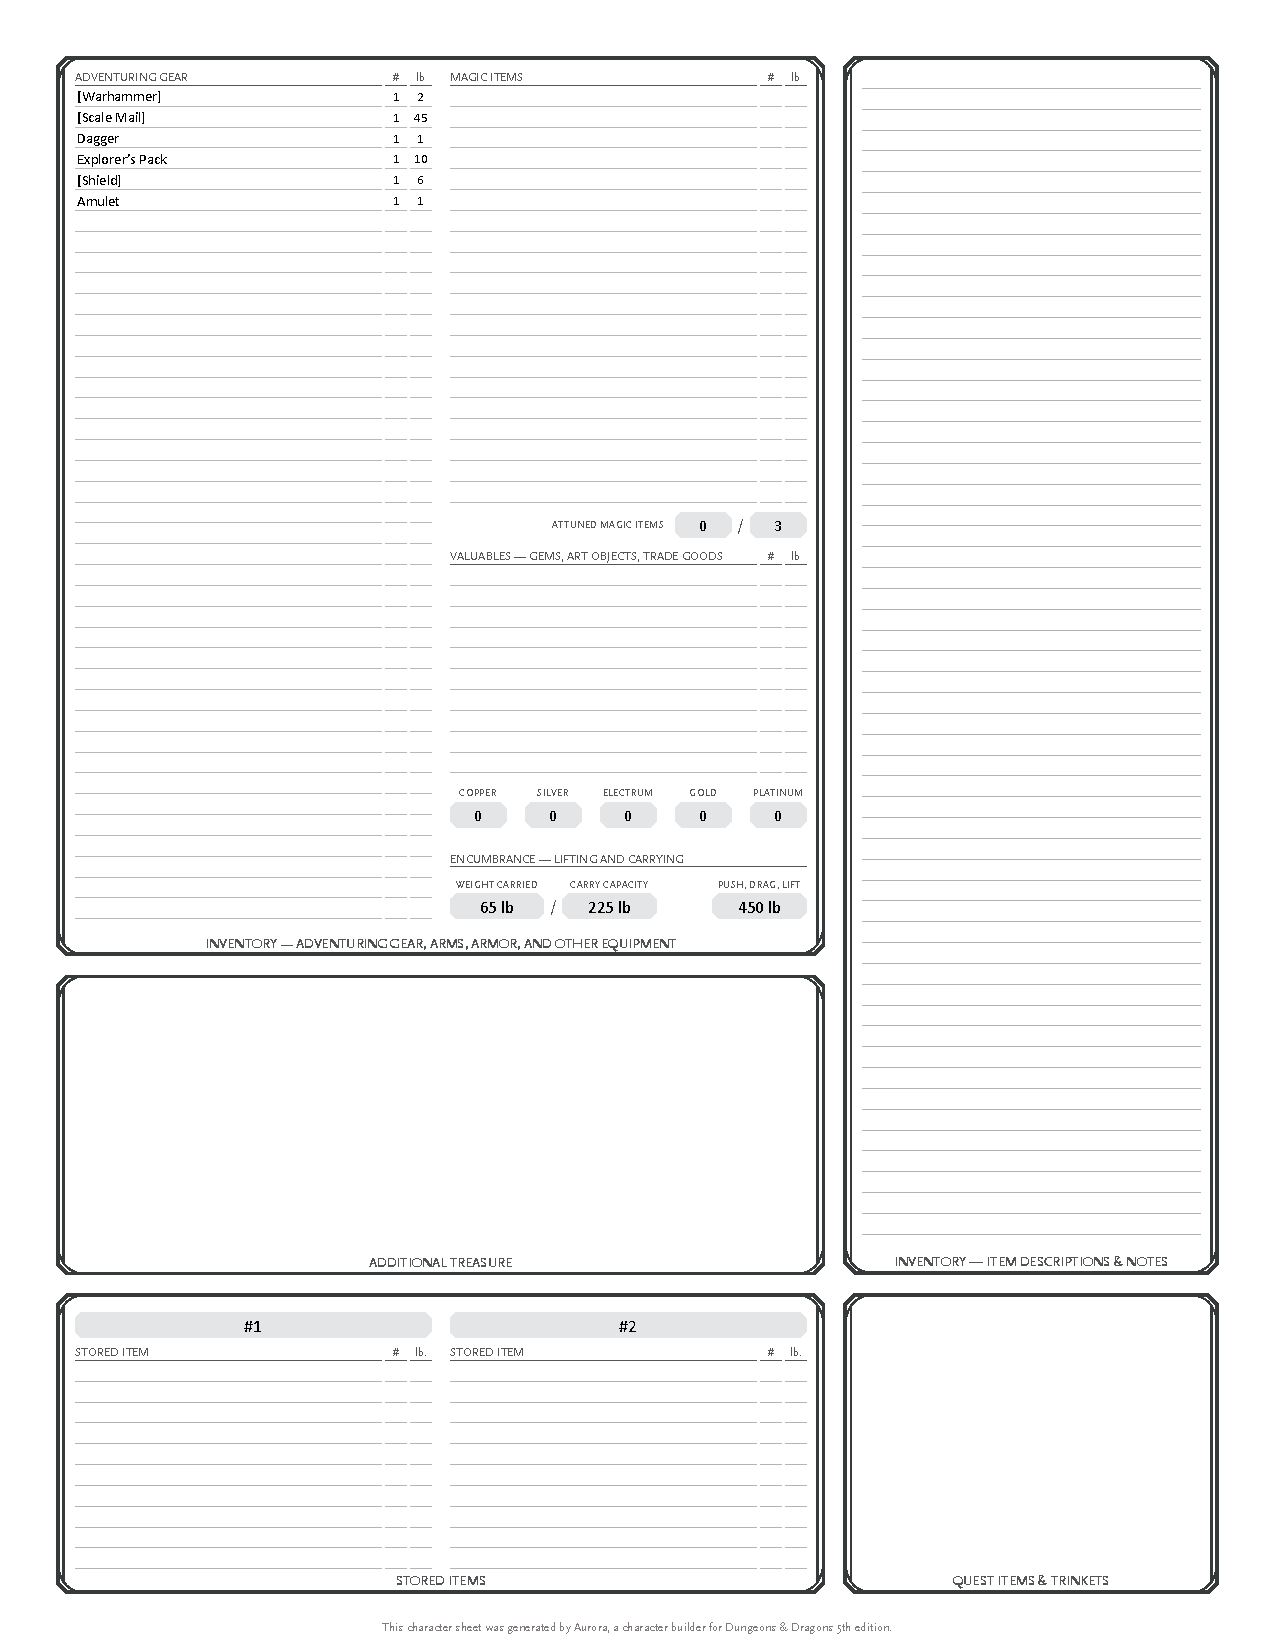 ADVENTURING GEAR # lb
[Warhammer] 1 2
[Scale Mail] 1 45
Dagger 1 1
Explorer's Pack 1 10
[Shield] 1 6
Amulet 1 1
MAGIC ITEMS # lb
ATTUNED MAGIC ITEMS 0 / 3
VALUABLES — GEMS, ART OBJECTS, TRADE GOODS # lb
COPPER SILVER ELECTRUM GOLD PLATINUM
0 0 0 0 0
ENCUMBRANCE — LIFTING AND CARRYING
WEIGHT CARRIED CARRY CAPACITY PUSH, DRAG, LIFT
65 lb / 225 lb 450 lb
INVENTORY — ADVENTURING GEAR, ARMS, ARMOR, AND OTHER EQUIPMENT
ADDITIONAL TREASURE
INVENTORY — ITEM DESCRIPTIONS & NOTES
#1 #2
STORED ITEM # lb. STORED ITEM # lb.
STORED ITEMS
QUEST ITEMS & TRINKETS
This character sheet was generated by Aurora, a character builder for Dungeons & Dragons 5th edition.